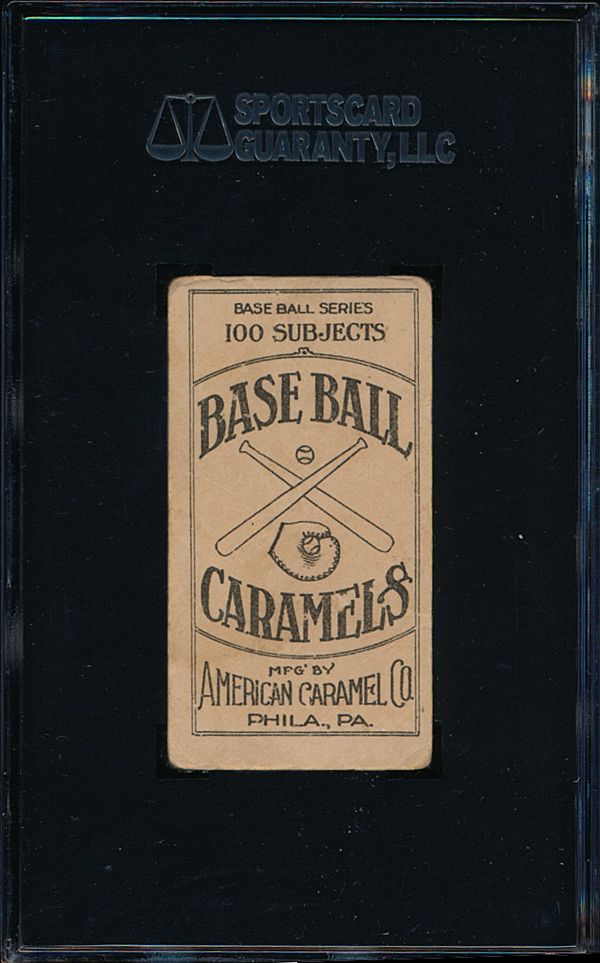 SPORTSCARD
GUARANTY, LLC
BASE BALL SERIES
100 SUBJECTS
BASE BALL
CARAMELS
MFG' BY
AMERICAN CARAMEL CO.
PHILA., PA.